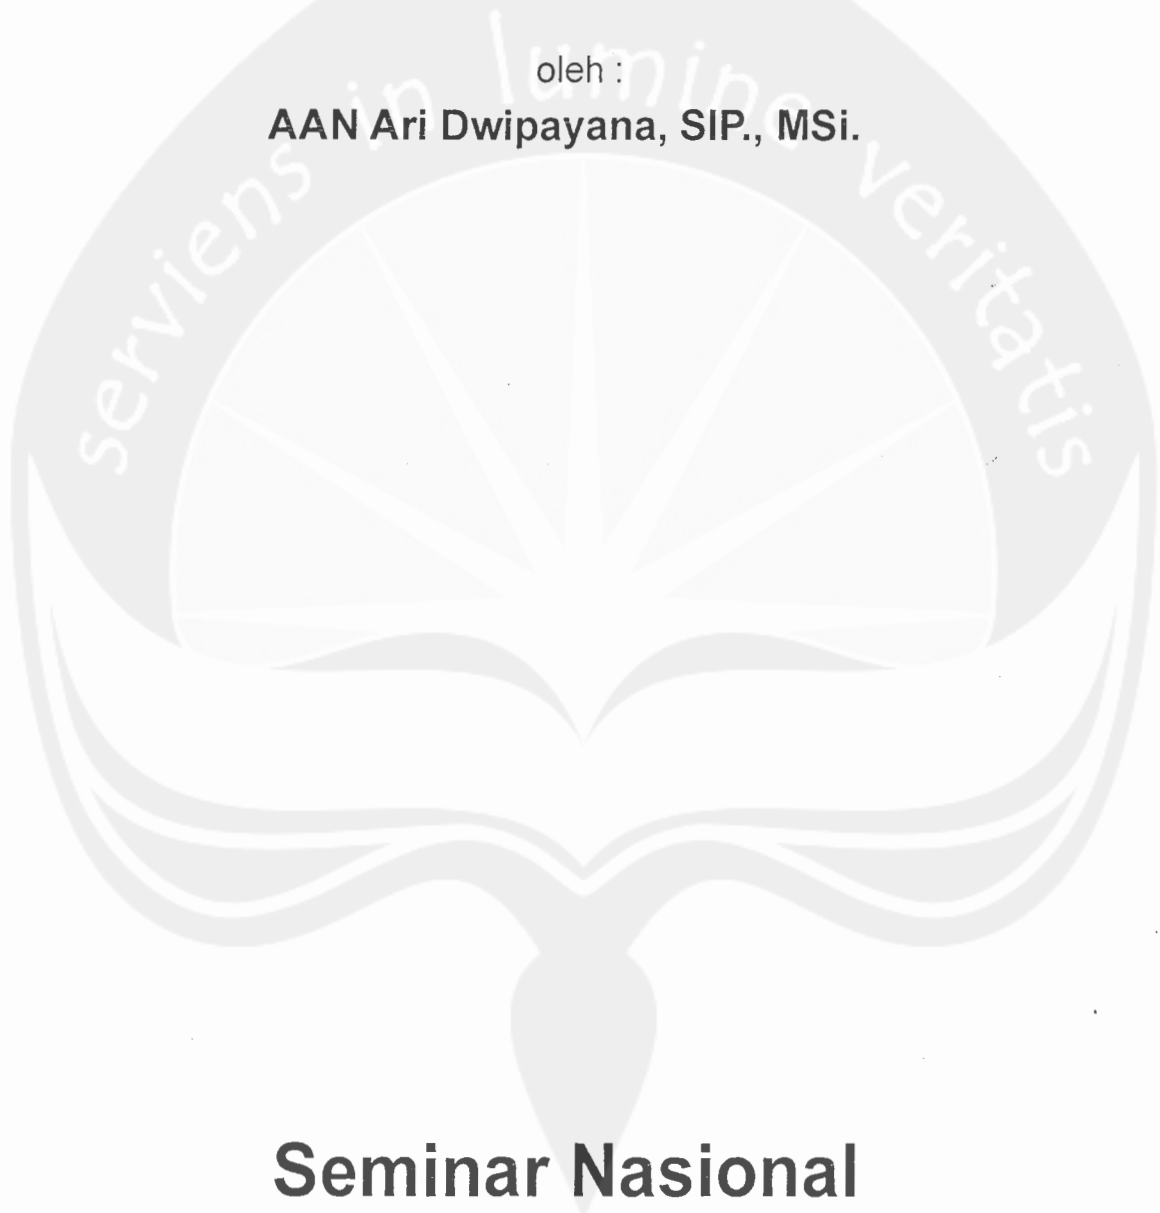 oleh :
AAN Ari Dwipayana, SIP., MSi.
serviens in lumine veritatis
Seminar Nasional